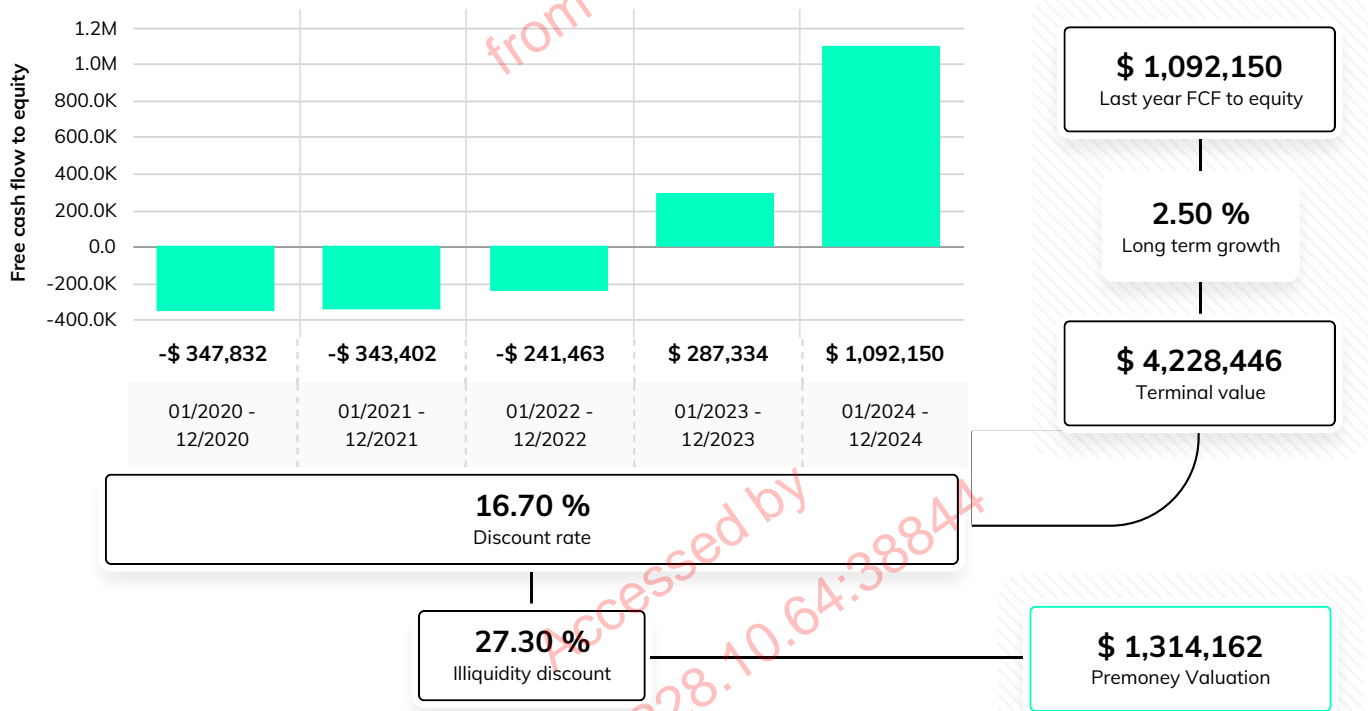 Free cash flow to equity
1.2M
1.0M
800.0K
600.0K
400.0K
200.0K
0.0
-200.0K
-400.0K
-$ 347,832
-$ 343,402
-$ 241,463
$ 287,334
$ 1,092,150
01/2020 -
12/2020
01/2021 -
12/2021
01/2022 -
12/2022
01/2023 -
12/2023
01/2024 -
12/2024
$ 1,092,150
Last year FCF to equity
2.50 %
Long term growth
$ 4,228,446
Terminal value
16.70 %
Discount rate
27.30 %
Illiquidity discount
$ 1,314,162
Premoney Valuation
from
Accessed by
28.10.64:38844